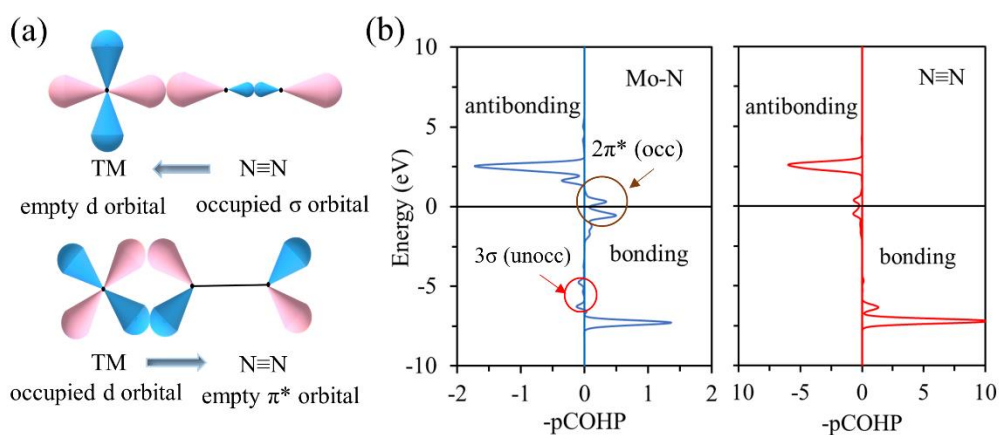 (a)
TM N≡N
empty d orbital occupied σ orbital
TM N≡N
occupied d orbital empty π* orbital
(b)
Energy (eV)
10
5
0
-5
-10
-2 -1 0 1 2
-pCOHP
Mo-N
antibonding
2π* (occ)
3σ (unocc)
bonding
N≡N
antibonding
bonding
10 -5 0 5 10
-pCOHP